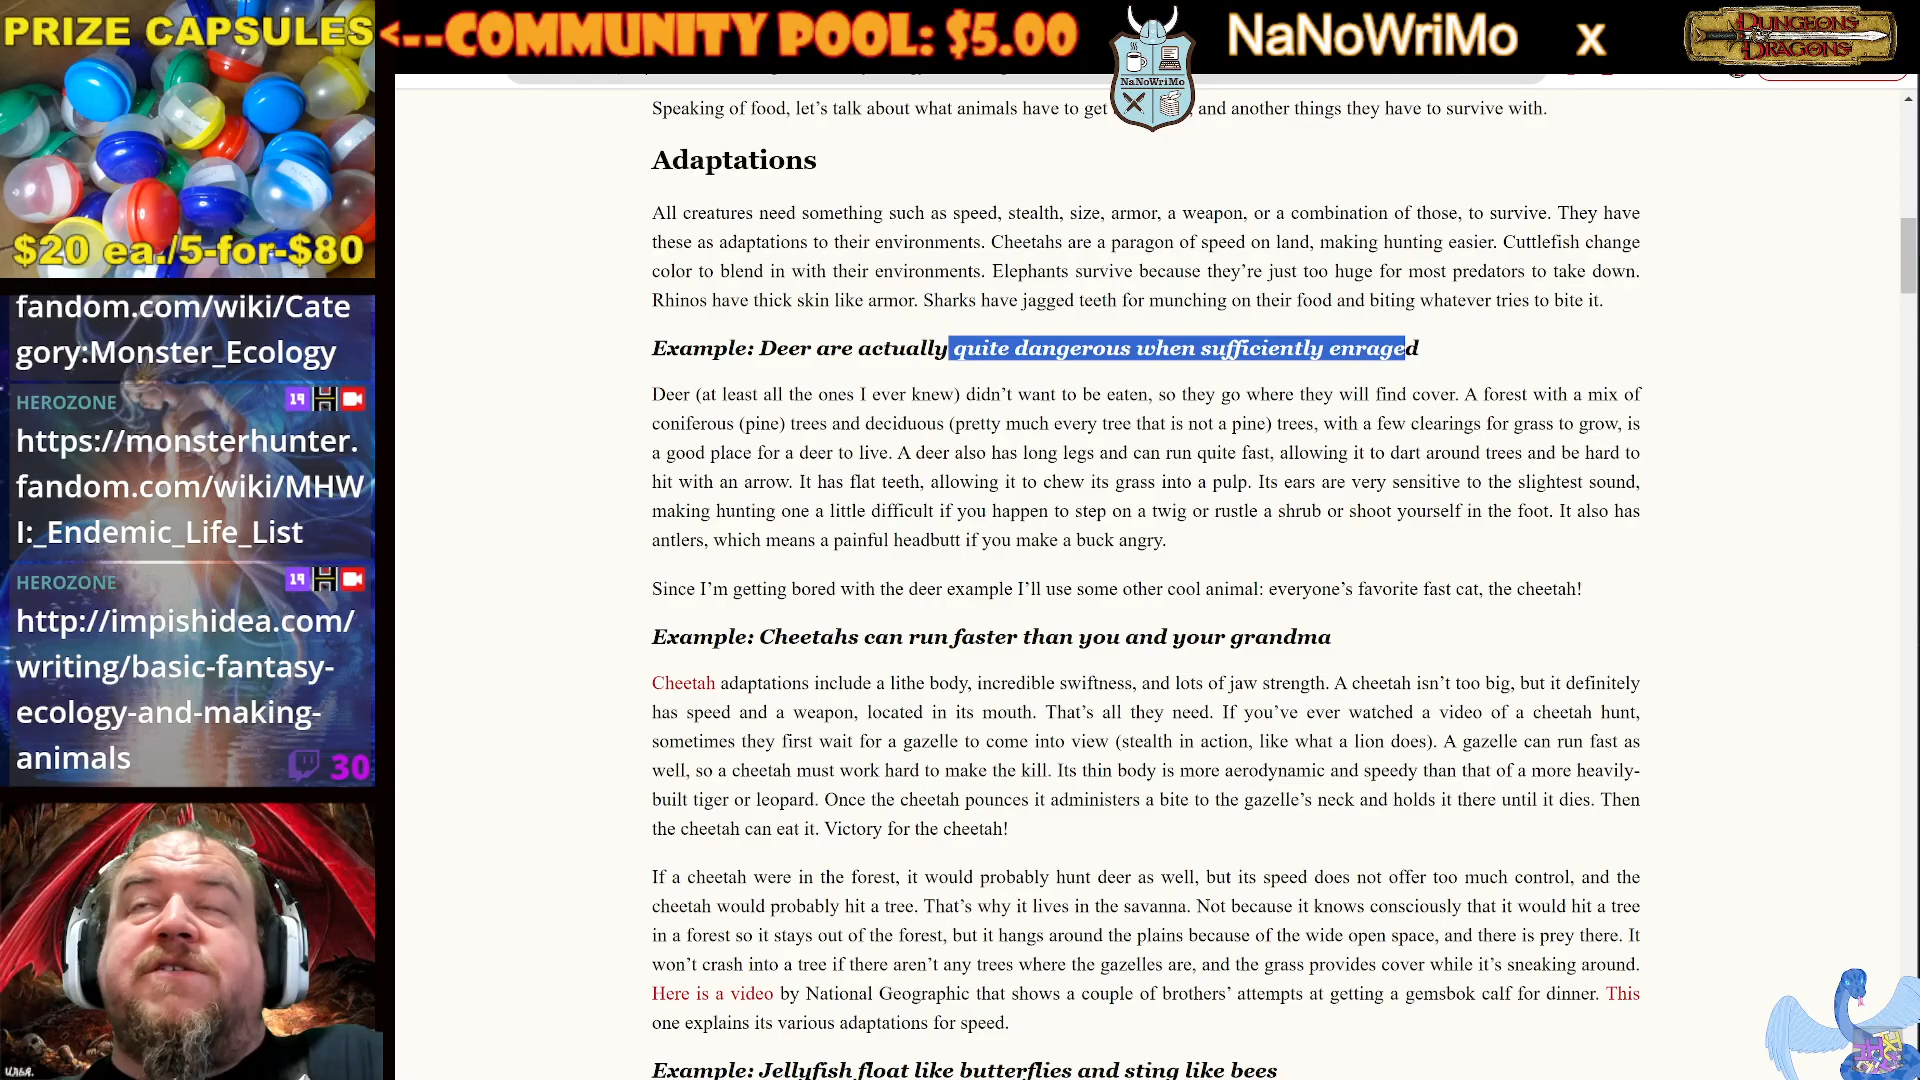 PRIZE CAPSULES
<--COMMUNITY POOL: $5.00
NaNoWriMo
NaNoWriMo x
DUNGEONS
DRAGONS
$20 ea./5-for-$80
fandom.com/wiki/Cate
gory:Monster_Ecology
HEROZONE
19
https://monsterhunter.
fandom.com/wiki/MHW
I:_Endemic_Life_List
HEROZONE
19
http://impishidea.com/
writing/basic-fantasy-
ecology-and-making-
animals
30
Speaking of food, let's talk about what animals have to get
, and another things they have to survive with.
Adaptations
All creatures need something such as speed, stealth, size, armor, a weapon, or a combination of those, to survive. They have
these as adaptations to their environments. Cheetahs are a paragon of speed on land, making hunting easier. Cuttlefish change
color to blend in with their environments. Elephants survive because they're just too huge for most predators to take down.
Rhinos have thick skin like armor. Sharks have jagged teeth for munching on their food and biting whatever tries to bite it.
Example: Deer are actually quite dangerous when sufficiently enraged
Deer (at least all the ones I ever knew) didn't want to be eaten, so they go where they will find cover. A forest with a mix of
coniferous (pine) trees and deciduous (pretty much every tree that is not a pine) trees, with a few clearings for grass to grow, is
a good place for a deer to live. A deer also has long legs and can run quite fast, allowing it to dart around trees and be hard to
hit with an arrow. It has flat teeth, allowing it to chew its grass into a pulp. Its ears are very sensitive to the slightest sound,
making hunting one a little difficult if you happen to step on a twig or rustle a shrub or shoot yourself in the foot. It also has
antlers, which means a painful headbutt if you make a buck angry.
Since I'm getting bored with the deer example I'll use some other cool animal: everyone's favorite fast cat, the cheetah!
Example: Cheetahs can run faster than you and your grandma
Cheetah adaptations include a lithe body, incredible swiftness, and lots of jaw strength. A cheetah isn't too big, but it definitely
has speed and a weapon, located in its mouth. That's all they need. If you've ever watched a video of a cheetah hunt,
sometimes they first wait for a gazelle to come into view (stealth in action, like what a lion does). A gazelle can run fast as
well, so a cheetah must work hard to make the kill. Its thin body is more aerodynamic and speedy than that of a more heavily-
built tiger or leopard. Once the cheetah pounces it administers a bite to the gazelle's neck and holds it there until it dies. Then
the cheetah can eat it. Victory for the cheetah!
If a cheetah were in the forest, it would probably hunt deer as well, but its speed does not offer too much control, and the
cheetah would probably hit a tree. That's why it lives in the savanna. Not because it knows consciously that it would hit a tree
in a forest so it stays out of the forest, but it hangs around the plains because of the wide open space, and there is prey there. It
won't crash into a tree if there aren't any trees where the gazelles are, and the grass provides cover while it's sneaking around.
Here is a video by National Geographic that shows a couple of brothers' attempts at getting a gemsbok calf for dinner. This
one explains its various adaptations for speed.
Example: Jellyfish float like butterflies and sting like bees